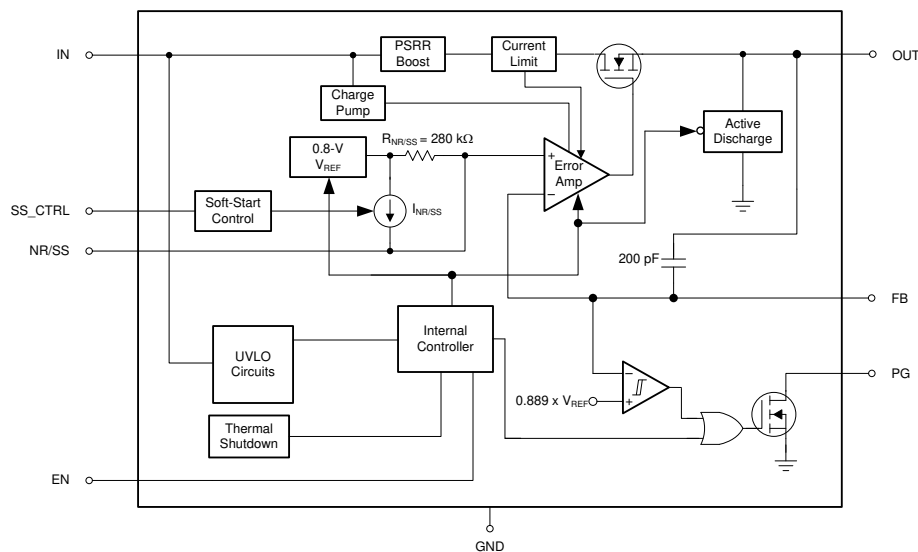 IN
PSRR
Boost
Current
Limit
OUT
Charge
Pump
Active
Discharge
0.8-V
VREF
RNR/SS = 280 kΩ
+
Error
Amp
−
SS_CTRL
Soft-Start
Control
INR/SS
NR/SS
200 pF
FB
UVLO
Circuits
Internal
Controller
−
PG
0.889 x VREF
+
Thermal
Shutdown
EN
GND